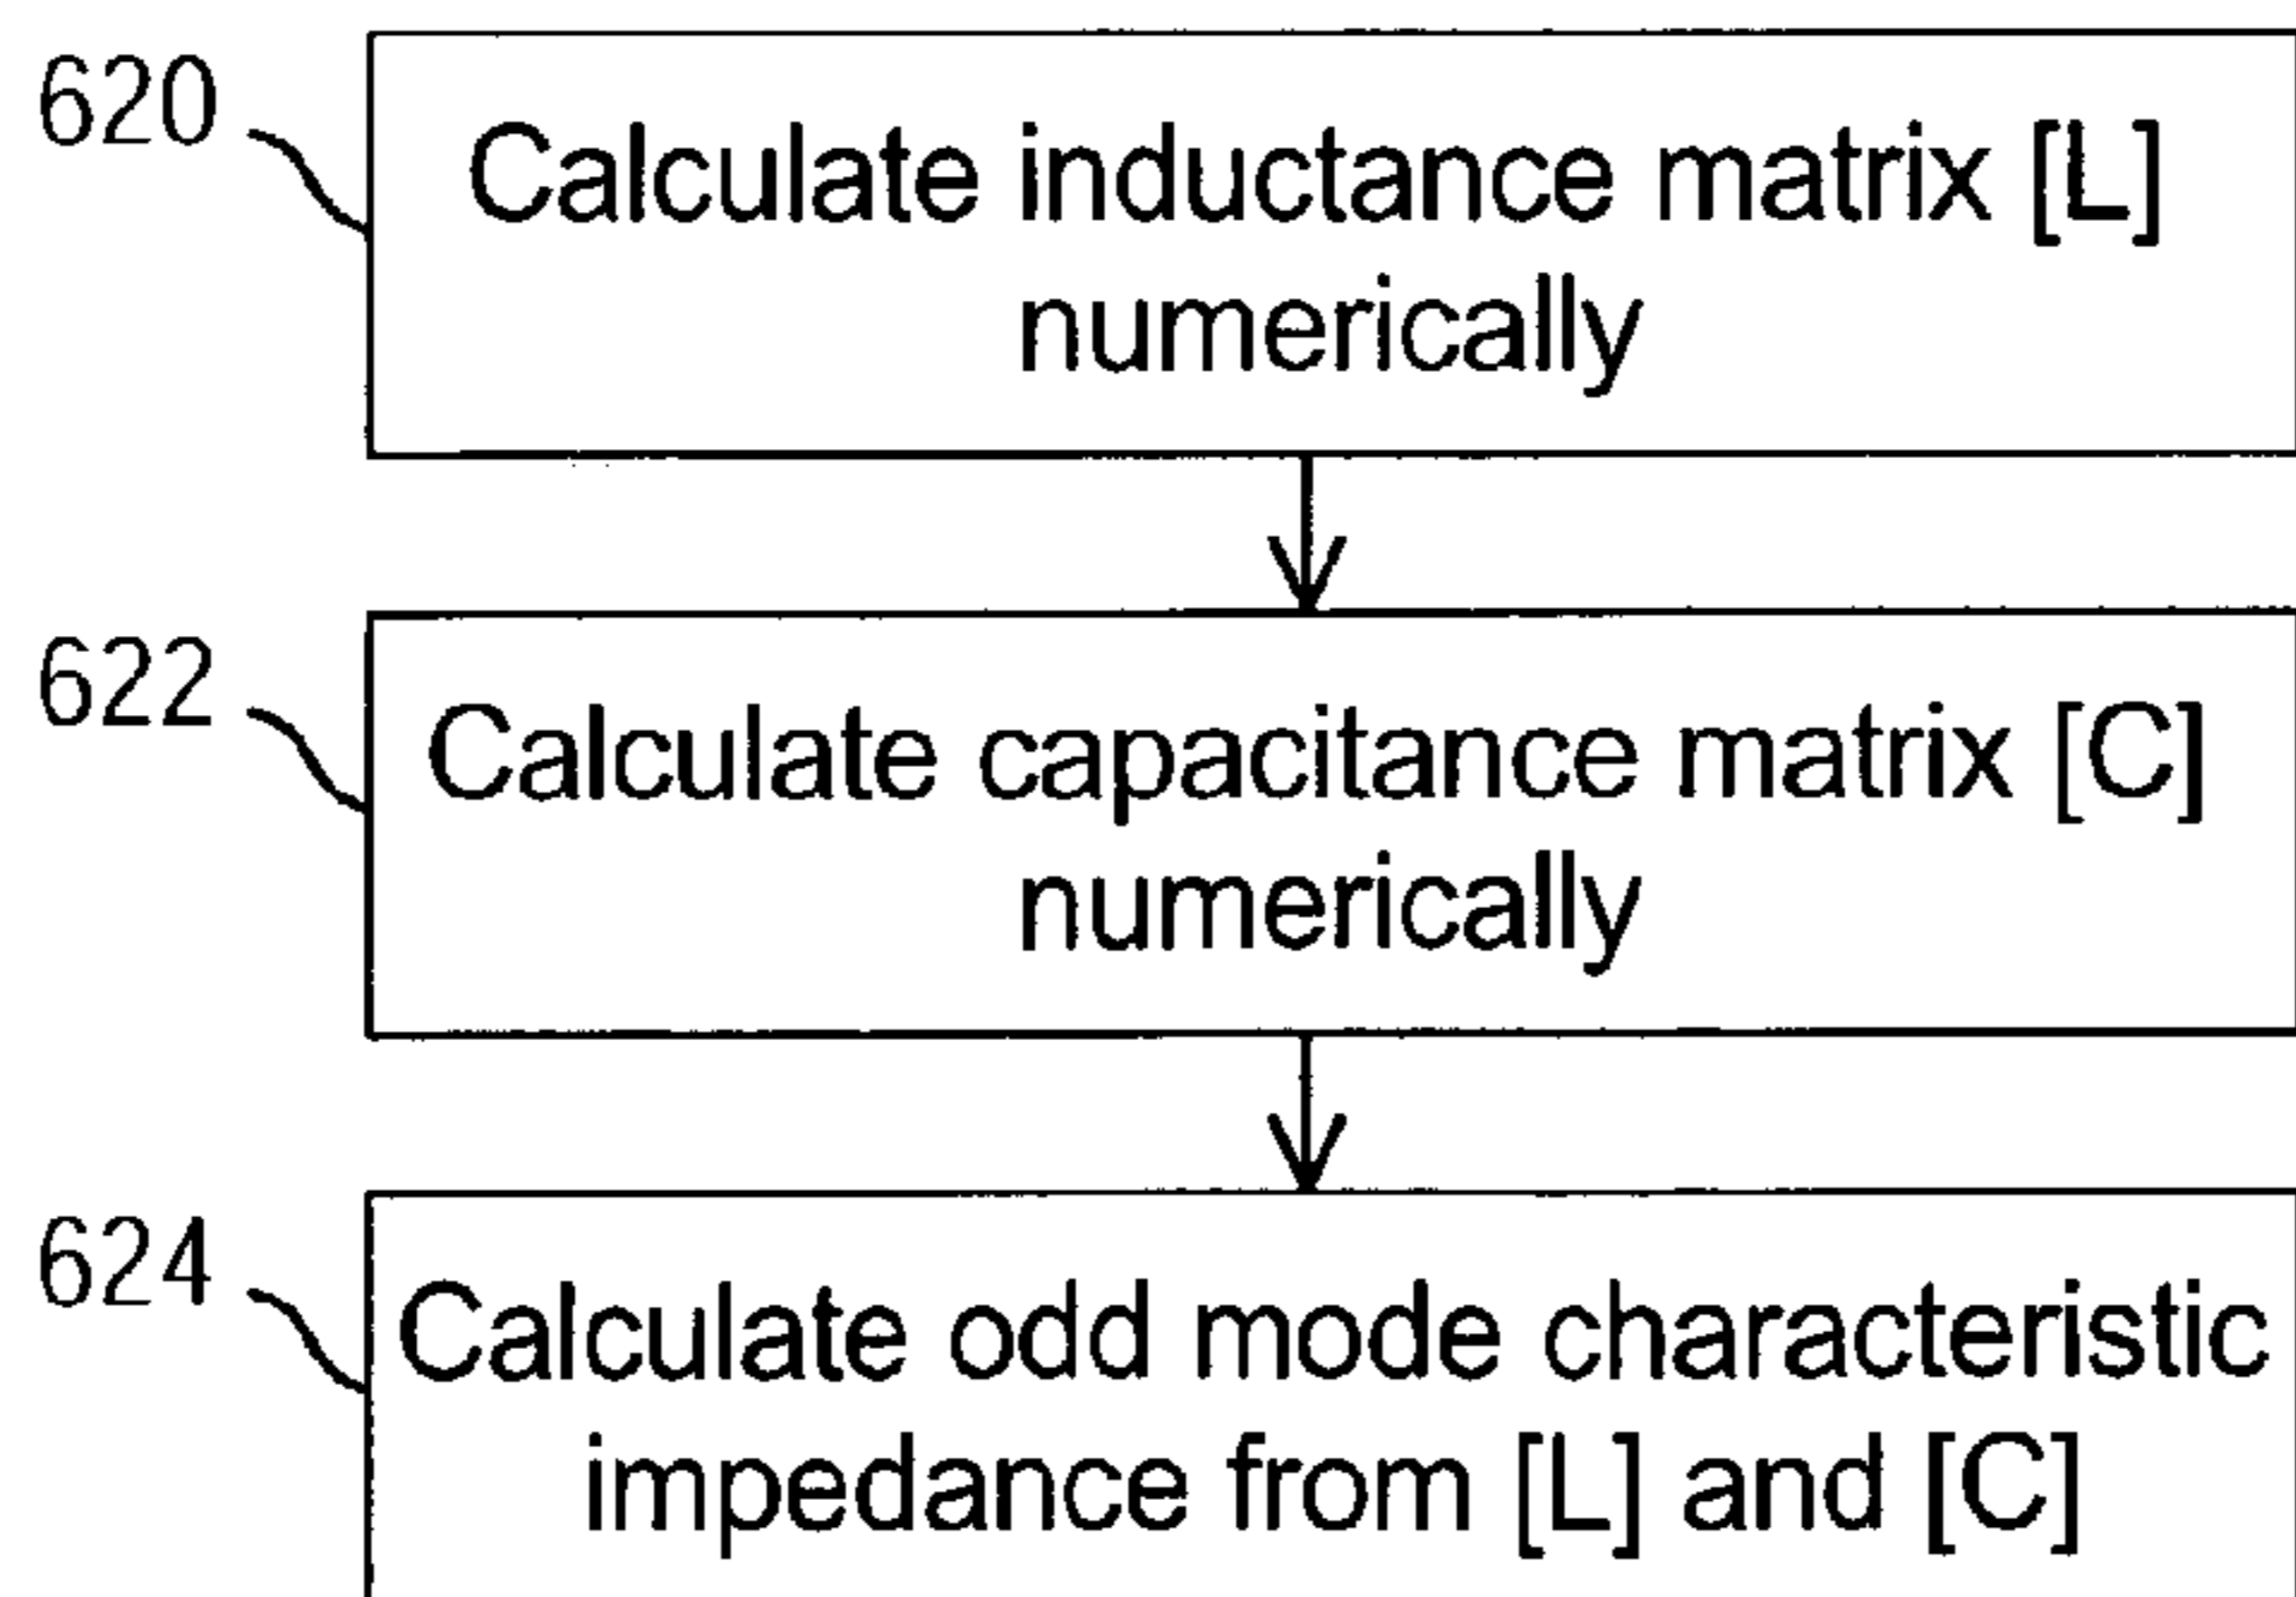 620
Calculate inductance matrix [L]
numerically
622
Calculate capacitance matrix [C]
numerically
624
Calculate odd mode characteristic
impedance from [L] and [C]